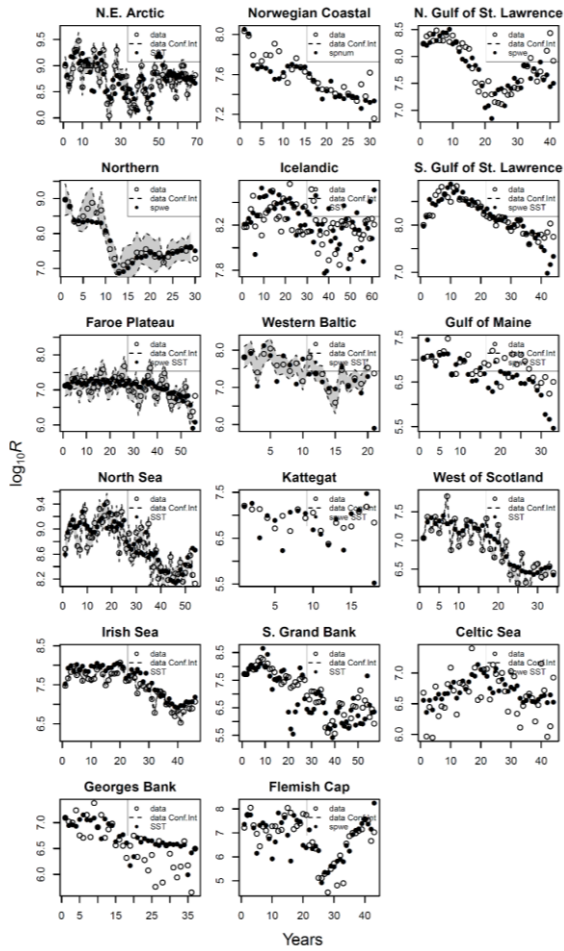 N.E. Arctic
Norwegian Coastal
N. Gulf of St. Lawrence
data
data Conf.Int
SST
data
data Conf.Int
spnum
data
data Conf.Int
spwe
9.5
9.0
8.5
8.0
8.0
7.6
7.2
8.5
8.0
7.5
7.0
0 10 30 50 70
0 5 10 15 20 25 30
0 10 20 30 40
Northern
Icelandic
S. Gulf of St. Lawrence
data
data Conf.Int
spwe
data
data Conf.Int
SST
data
data Conf.Int
spwe SST
9.0
8.0
7.0
8.2
7.8
8.0
7.0
0 5 10 15 20 25 30
0 10 20 30 40 50 60
0 10 20 30 40
Faroe Plateau
Western Baltic
Gulf of Maine
data
data Conf.Int
spwe SST
data
data Conf.Int
spwe SST
data
data Conf.Int
spwe SST
8.0
7.0
6.0
8.0
7.0
6.0
7.5
6.5
5.5
0 10 20 30 40 50
5 10 15 20
0 10 20 30
log10R
North Sea
Kattegat
West of Scotland
data
data Conf.Int
SST
data
data Conf.Int
spwe SST
data
data Conf.Int
SST
9.4
9.0
8.6
8.2
7.5
6.5
5.5
7.5
7.0
6.5
0 10 20 30 40 50
5 10 15
0 10 20 30
Irish Sea
S. Grand Bank
Celtic Sea
data
data Conf.Int
SST
data
data Conf.Int
SST
data
data Conf.Int
spwe SST
8.5
7.5
6.5
8.5
7.5
6.5
5.5
7.0
6.5
6.0
0 10 20 30 40
0 10 20 30 40 50
0 10 20 30 40
Georges Bank
Flemish Cap
data
data Conf.Int
SST
data
data Conf.Int
spwe
7.0
6.5
6.0
8
7
6
5
0 5 15 25 35
0 10 20 30 40
Years